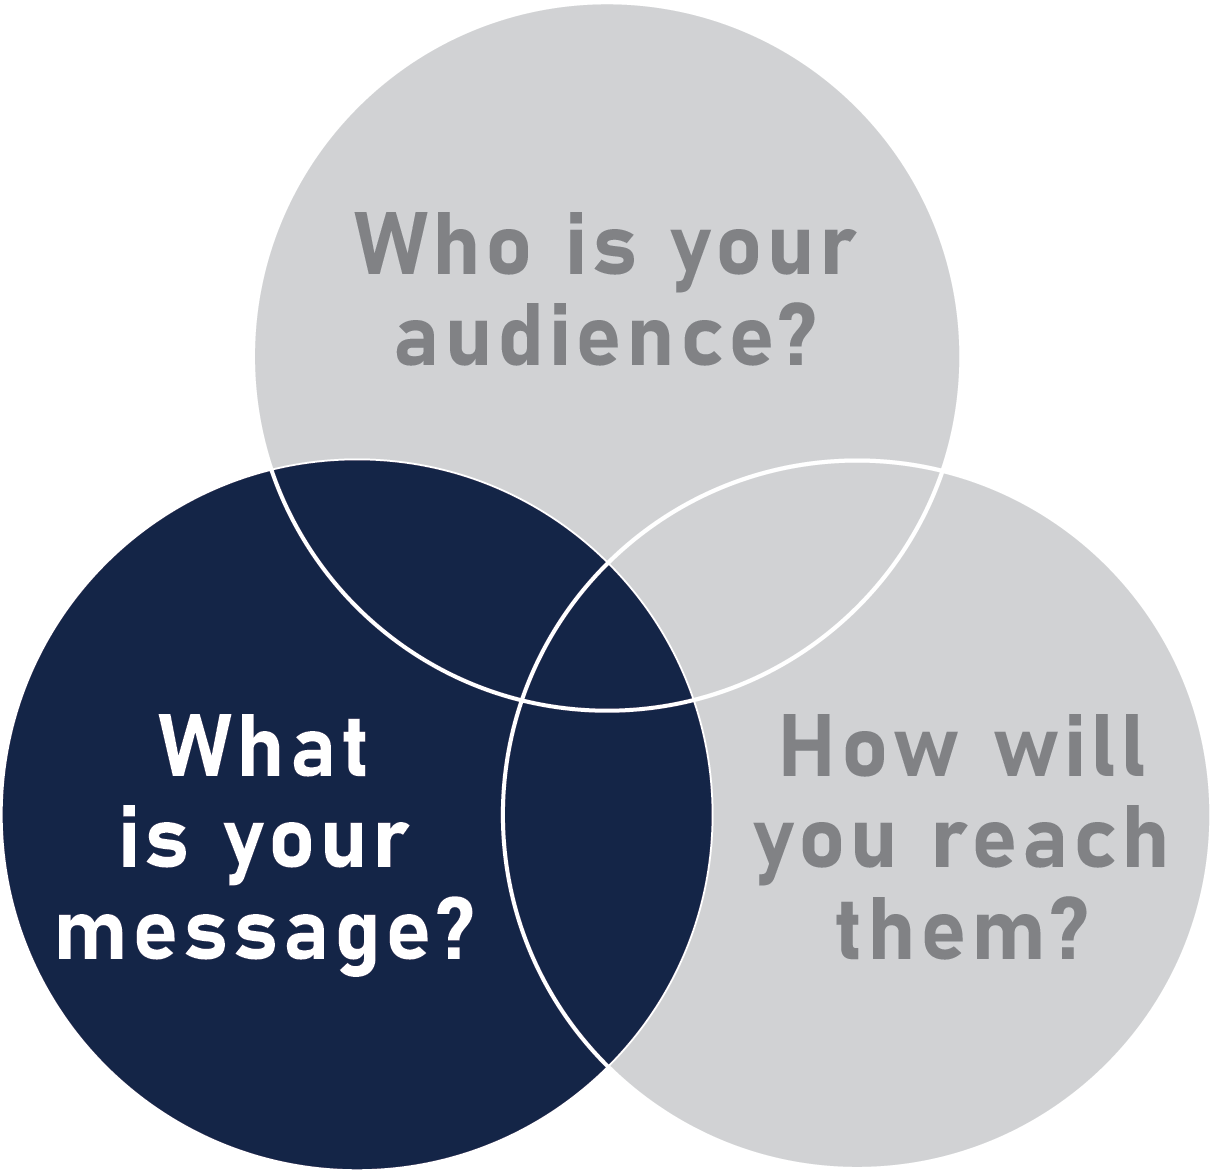 Who is your
audience?
What
is your
message?
How will
you reach
them?